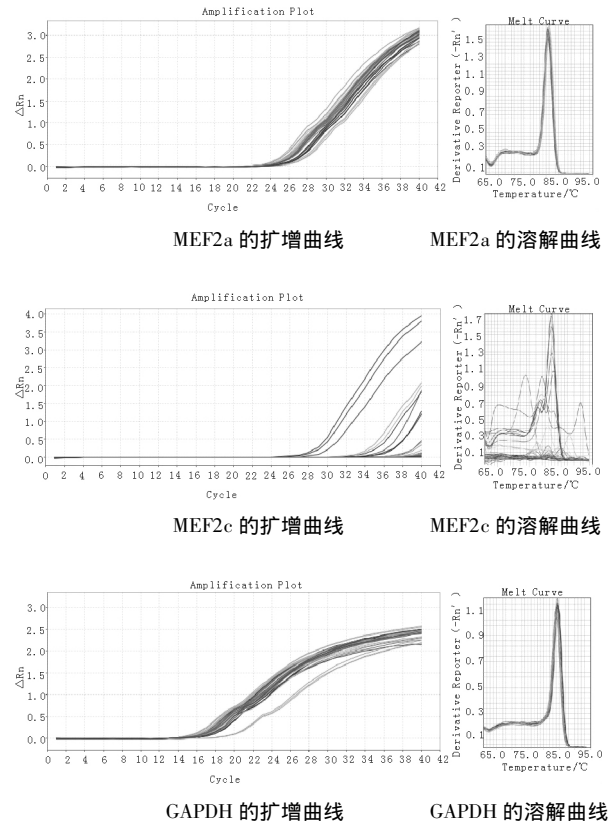 Amplification Plot
Melt Curve
△Rn
3.0
2.5
2.0
1.5
1.0
0.5
0.0
0 2 4 6 8 10 12 14 16 18 20 22 24 26 28 30 32 34 36 38 40 42
Cycle
Derivative Reporter (-Rn')
1.5
1.3
1.1
0.9
0.7
0.5
0.3
0.1
65.0 75.0 85.0 95.0
Temperature/℃
MEF2a 的扩增曲线
MEF2a 的溶解曲线
Amplification Plot
Melt Curve
△Rn
4.0
3.5
3.0
2.5
2.0
1.5
1.0
0.5
0.0
0 2 4 6 8 10 12 14 16 18 20 22 24 26 28 30 32 34 36 38 40 42
Cycle
Derivative Reporter (-Rn')
1.7
1.5
1.3
1.1
0.9
0.7
0.5
0.3
0.1
65.0 75.0 85.0 95.0
Temperature/℃
MEF2c 的扩增曲线
MEF2c 的溶解曲线
Amplification Plot
Melt Curve
△Rn
3.0
2.5
2.0
1.5
1.0
0.5
0.0
0 2 4 6 8 10 12 14 16 18 20 22 24 26 28 30 32 34 36 38 40 42
Cycle
Derivative Reporter (-Rn')
1.1
0.9
0.7
0.5
0.3
0.1
65.0 75.0 85.0 95.0
Temperature/℃
GAPDH 的扩增曲线
GAPDH 的溶解曲线